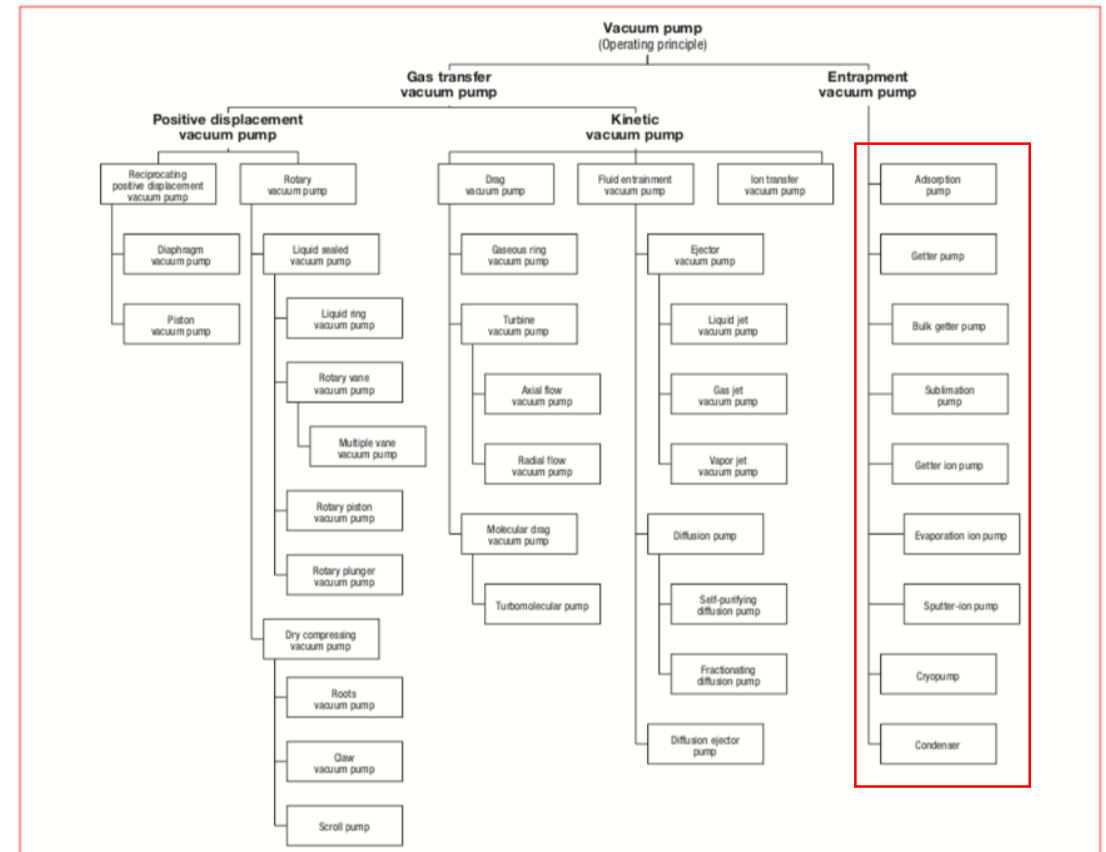 Vacuum pump
(Operating principle)
Gas transfer
vacuum pump
Entrapment
vacuum pump
Positive displacement
vacuum pump
Kinetic
vacuum pump
Reciprocating
positive displacement
vacuum pump
Rotary
vacuum pump
Drag
vacuum pump
Fluid entrainment
vacuum pump
Ion transfer
vacuum pump
Adsorption
pump
Diaphragm
vacuum pump
Liquid sealed
vacuum pump
Gaseous ring
vacuum pump
Ejector
vacuum pump
Getter pump
Piston
vacuum pump
Liquid ring
vacuum pump
Turbine
vacuum pump
Liquid jet
vacuum pump
Bulk getter pump
Rotary vane
vacuum pump
Axial flow
vacuum pump
Gas jet
vacuum pump
Sublimation
pump
Multiple vane
vacuum pump
Radial flow
vacuum pump
Vapor jet
vacuum pump
Getter ion pump
Rotary piston
vacuum pump
Molecular drag
vacuum pump
Diffusion pump
Evaporation ion pump
Rotary plunger
vacuum pump
Turbomolecular pump
Self-purifying
diffusion pump
Sputter-ion pump
Dry compressing
vacuum pump
Fractionating
diffusion pump
Cryopump
Roots
vacuum pump
Diffusion ejector
pump
Condenser
Claw
vacuum pump
Scroll pump